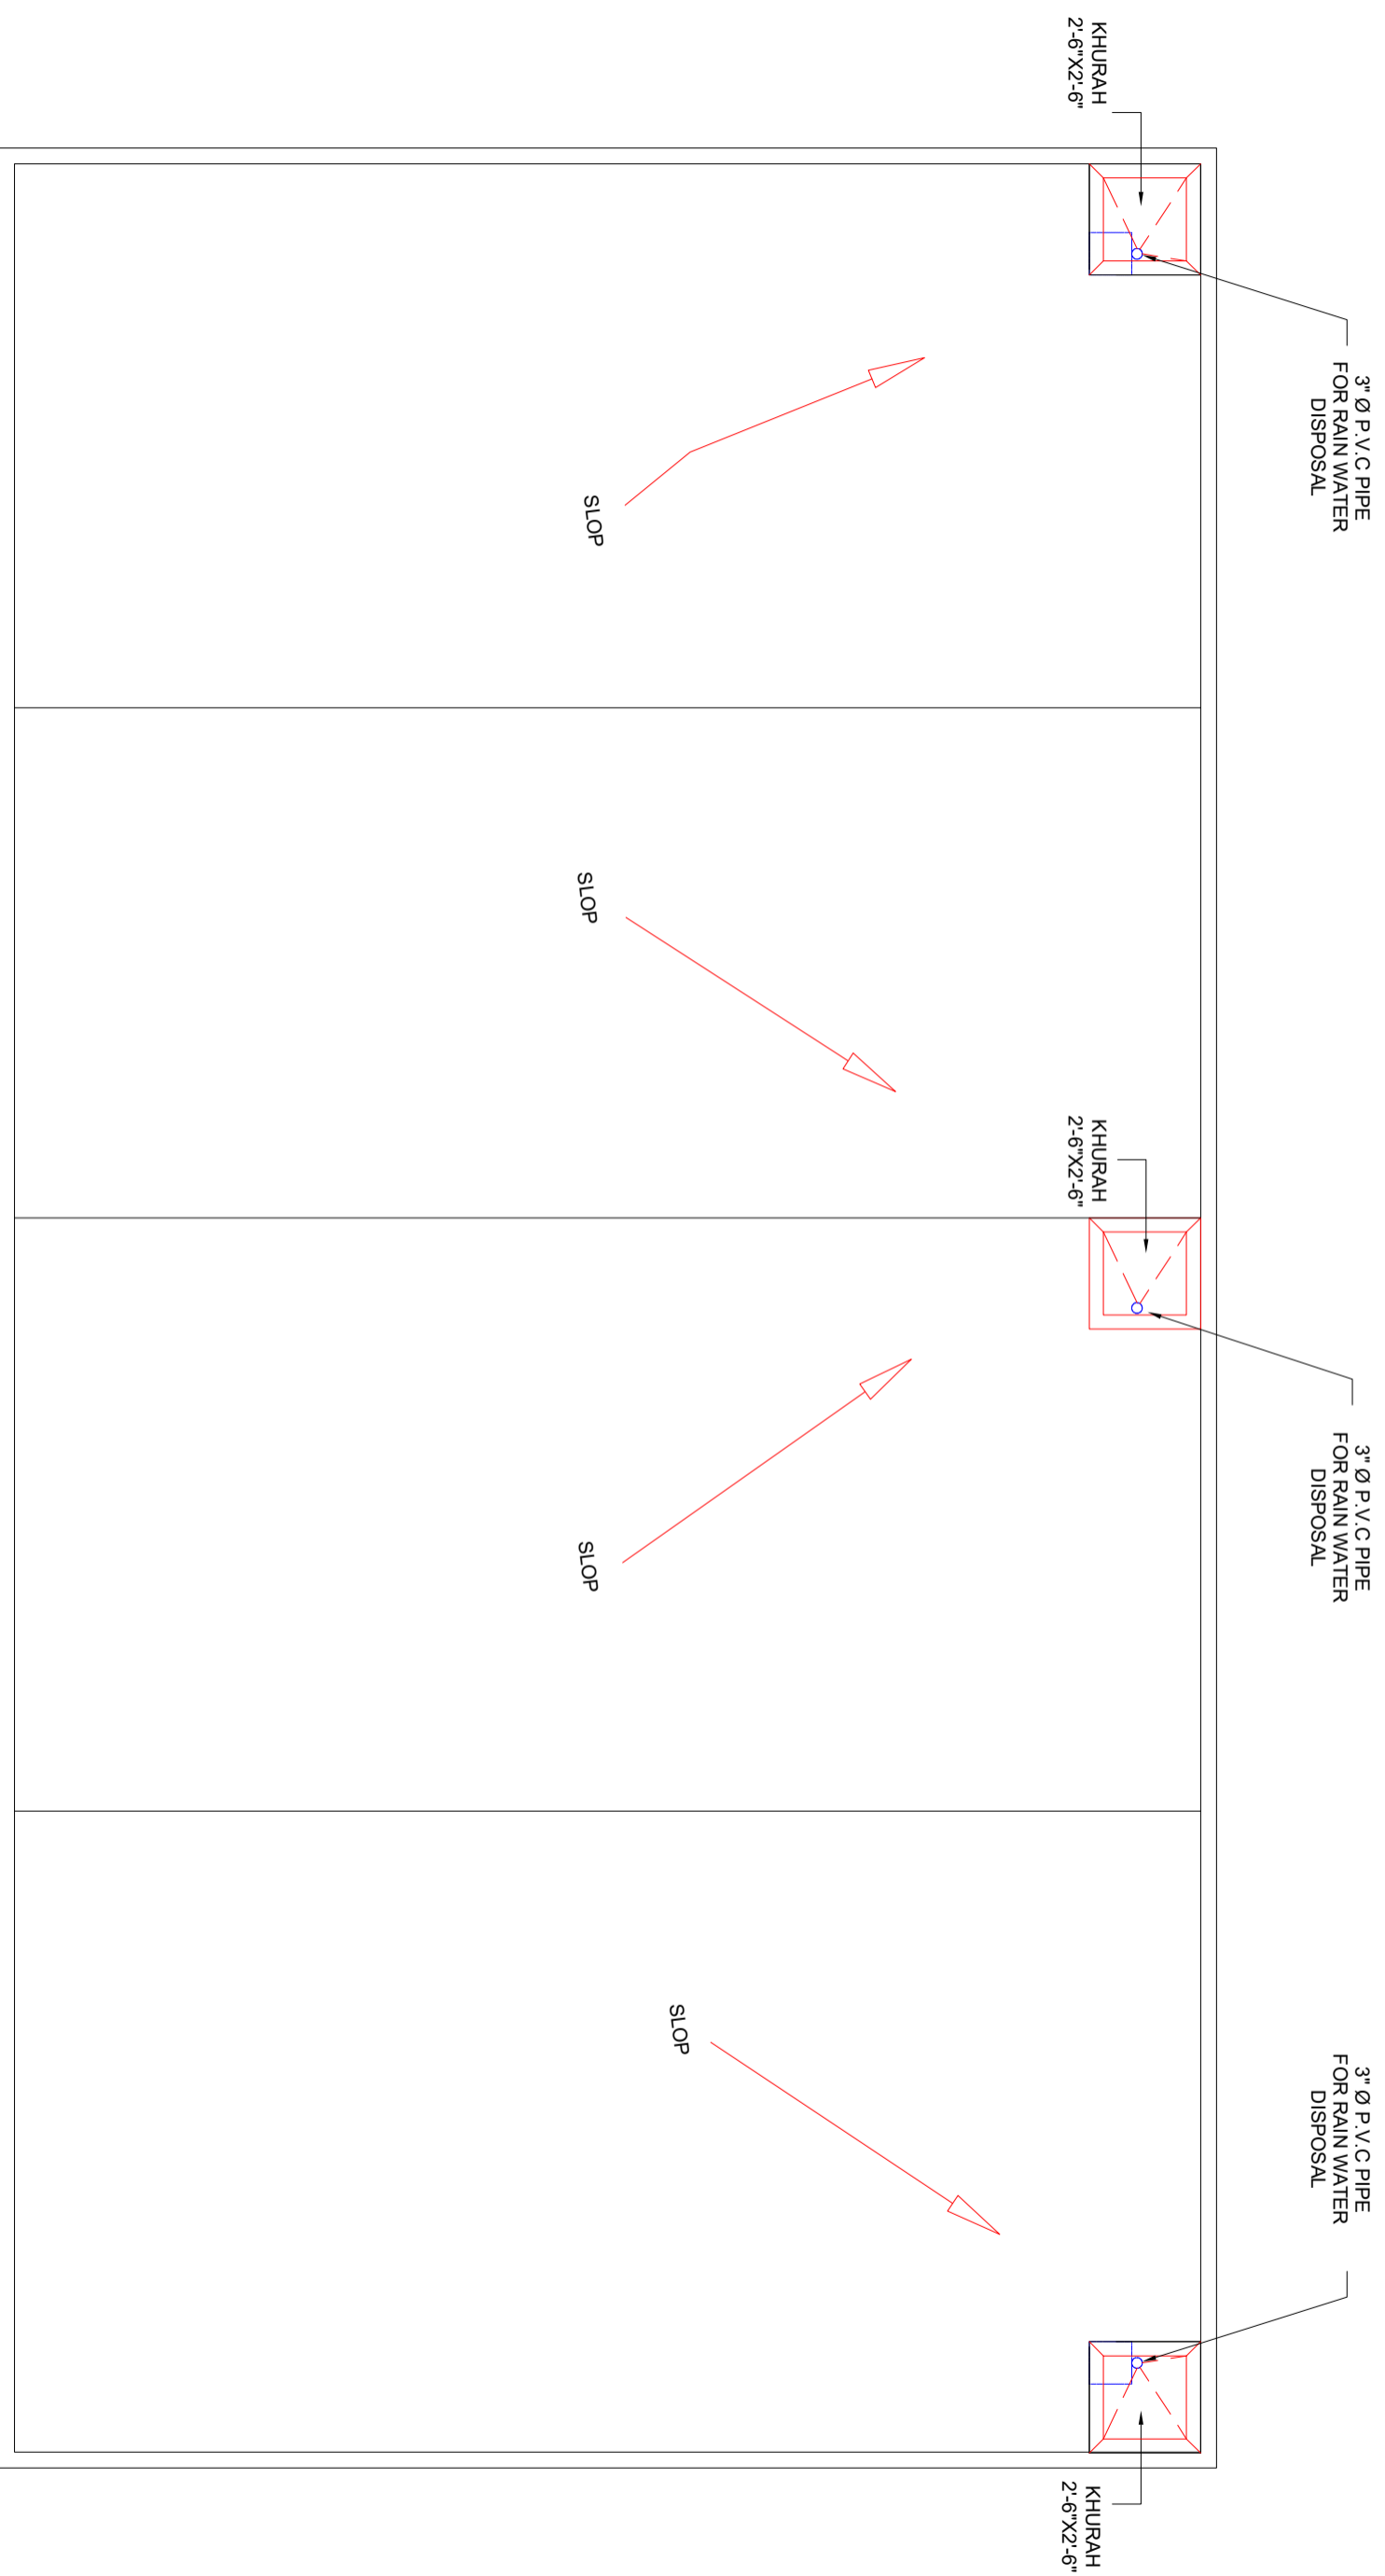 3" Ø P.V.C PIPE
FOR RAIN WATER
DISPOSAL
3" Ø P.V.C PIPE
FOR RAIN WATER
DISPOSAL
3" Ø P.V.C PIPE
FOR RAIN WATER
DISPOSAL
KHURAH
2'-6"X2'-6"
KHURAH
2'-6"X2'-6"
KHURAH
2'-6"X2'-6"
SLOP
SLOP
SLOP
SLOP